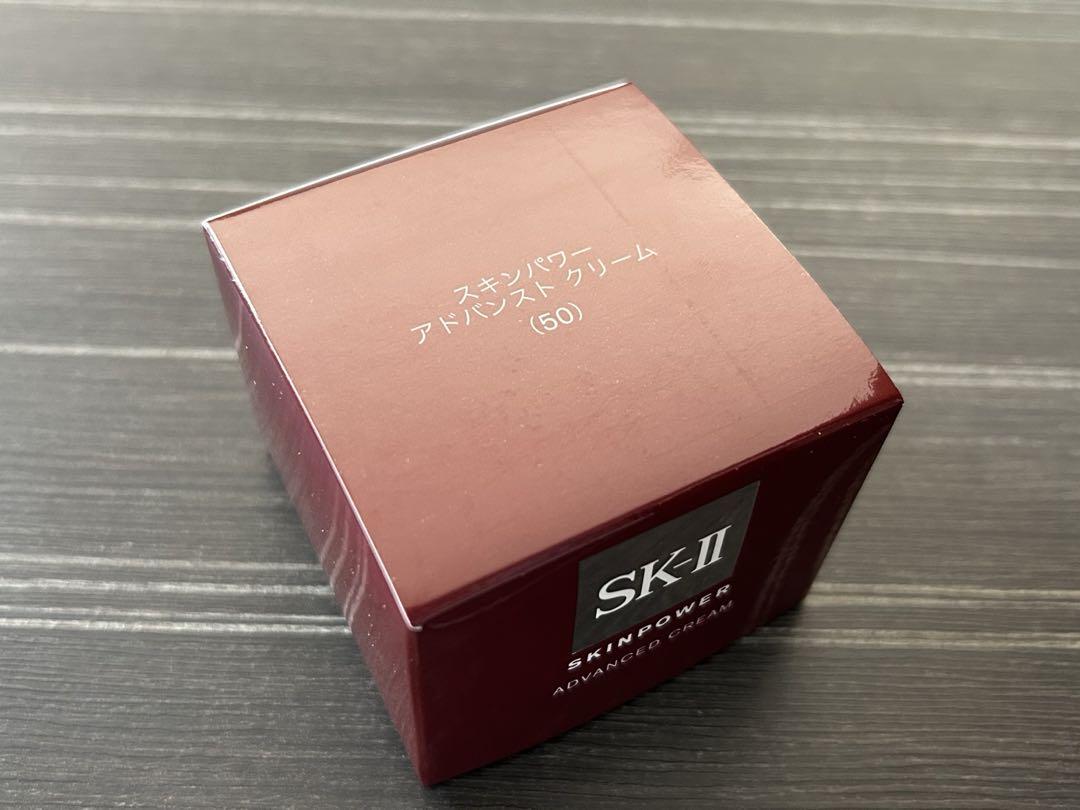 スキンパワー
アドバンスト クリーム
(50)
SK-II
SKINPOWER
ADVANCED CREAM